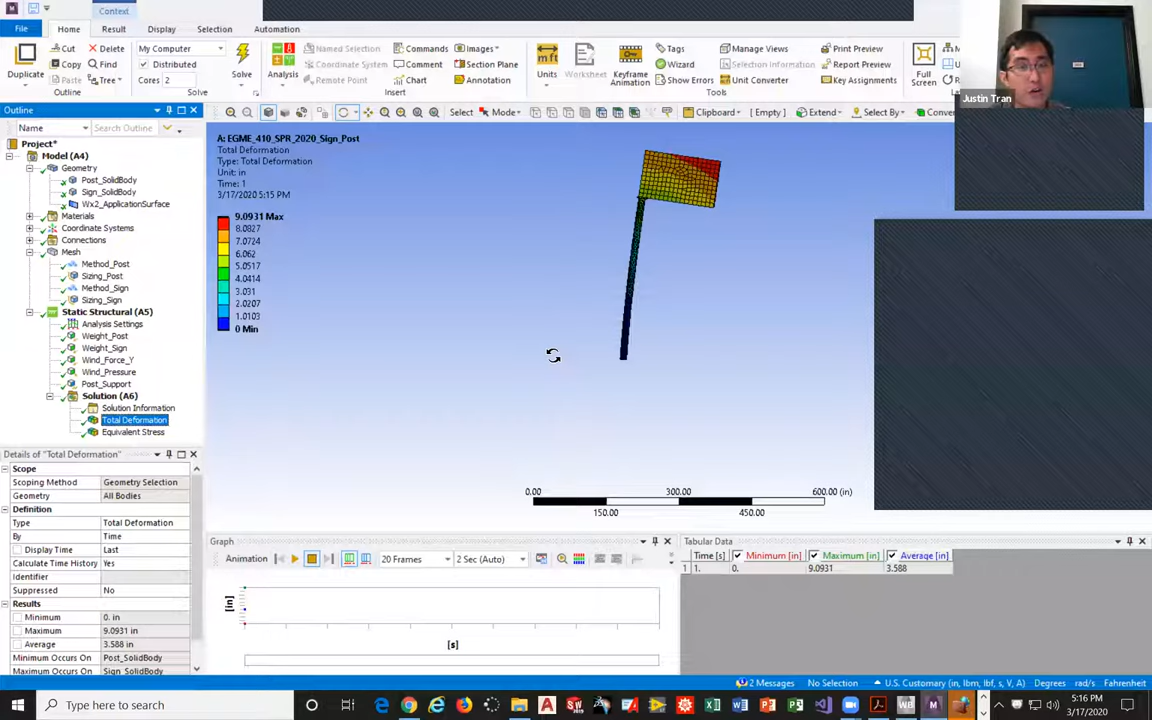 Context
File Home Result Display Selection Automation
Duplicate
Cut
Copy
Paste
Delete
Find
Tree
Outline
My Computer
Distributed
Cores 2
Solve
Solve
Analysis
Named Selection
Coordinate System
Remote Point
Commands
Comment
Chart
Images
Section Plane
Annotation
Insert
Units
Worksheet
Keyframe
Animation
Tags
Wizard
Show Errors
Manage Views
Selection Information
Unit Converter
Tools
Print Preview
Report Preview
Key Assignments
Full
Screen
Justin Tran
Outline
Name
Search Outline
Select Mode Clipboard [ Empty ] Extend Select By Conver
Project*
Model (A4)
Geometry
Post_SolidBody
Sign_SolidBody
Wx2_ApplicationSurface
Materials
Coordinate Systems
Connections
Mesh
Method_Post
Sizing_Post
Method_Sign
Sizing_Sign
Static Structural (A5)
Analysis Settings
Weight_Post
Weight_Sign
Wind_Force_Y
Wind_Pressure
Post_Support
Solution (A6)
Solution Information
Total Deformation
Equivalent Stress
A: EGME_410_SPR_2020_Sign_Post
Total Deformation
Type: Total Deformation
Unit: in
Time: 1
3/17/2020 5:15 PM
9.0931 Max
8.0827
7.0724
6.062
5.0517
4.0414
3.031
2.0207
1.0103
0 Min
0.00 300.00 600.00 (in)
150.00 450.00
Details of "Total Deformation"
Scope
Scoping Method Geometry Selection
Geometry All Bodies
Definition
Type Total Deformation
By Time
Display Time Last
Calculate Time History Yes
Identifier
Suppressed No
Results
Minimum 0. in
Maximum 9.0931 in
Average 3.588 in
Minimum Occurs On Post_SolidBody
Maximum Occurs On Sign_SolidBody
Graph
Animation 20 Frames 2 Sec (Auto)
[in]
[s]
Tabular Data
Time [s] Minimum [in] Maximum [in] Average [in]
1 1. 0. 9.0931 3.588
2 Messages No Selection U.S. Customary (in, lbm, lbf, s, V, A) Degrees rad/s Fahrenheit
Type here to search
5:16 PM
3/17/2020